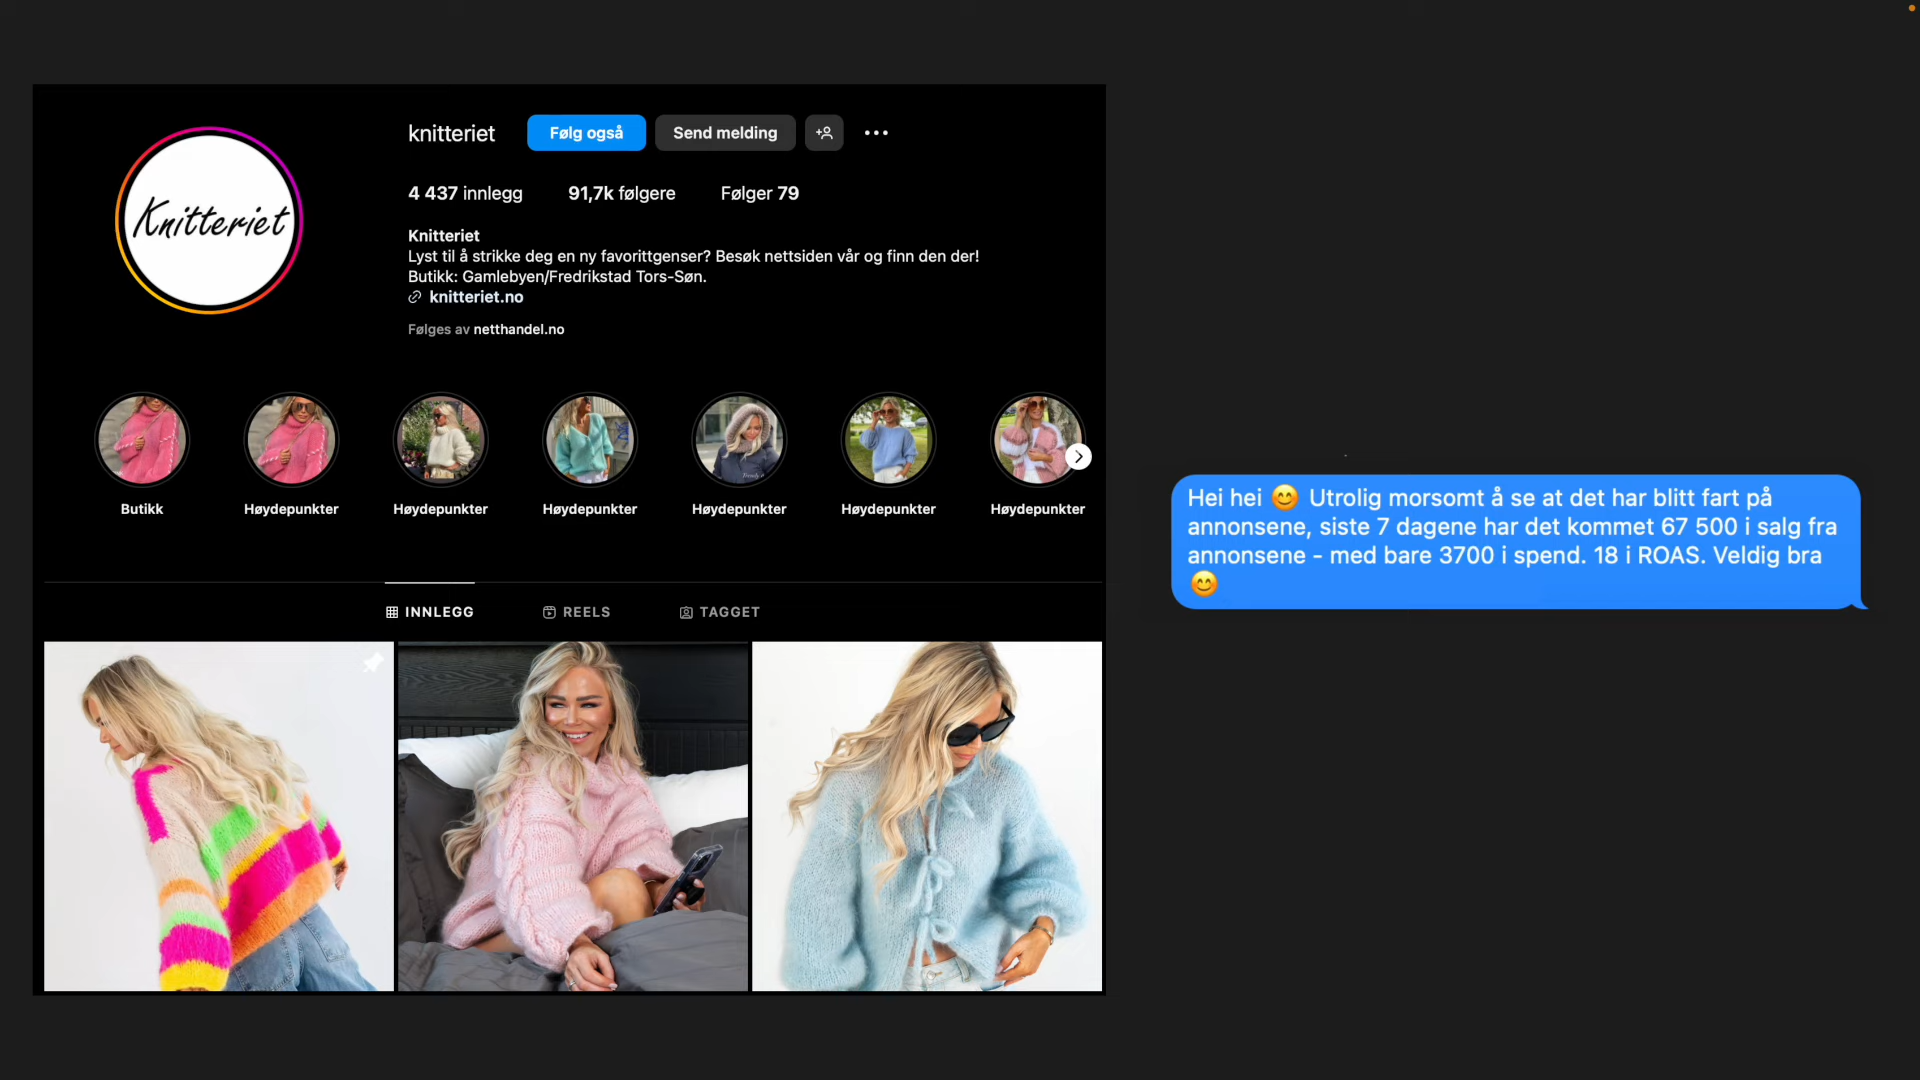 Knitteriet
knitteriet
Følg også
Send melding
4 437 innlegg
91,7k følgere
Følger 79
Knitteriet
Lyst til å strikke deg en ny favorittgenser? Besøk nettsiden vår og finn den der!
Butikk: Gamlebyen/Fredrikstad Tors-Søn.
knitteriet.no
Følges av netthandel.no
Butikk
Høydepunkter
Høydepunkter
Høydepunkter
Høydepunkter
Høydepunkter
Høydepunkter
INNLEGG
REELS
TAGGET
Hei hei 😊 Utrolig morsomt å se at det har blitt fart på
annonsene, siste 7 dagene har det kommet 67 500 i salg fra
annonsene - med bare 3700 i spend. 18 i ROAS. Veldig bra
😊